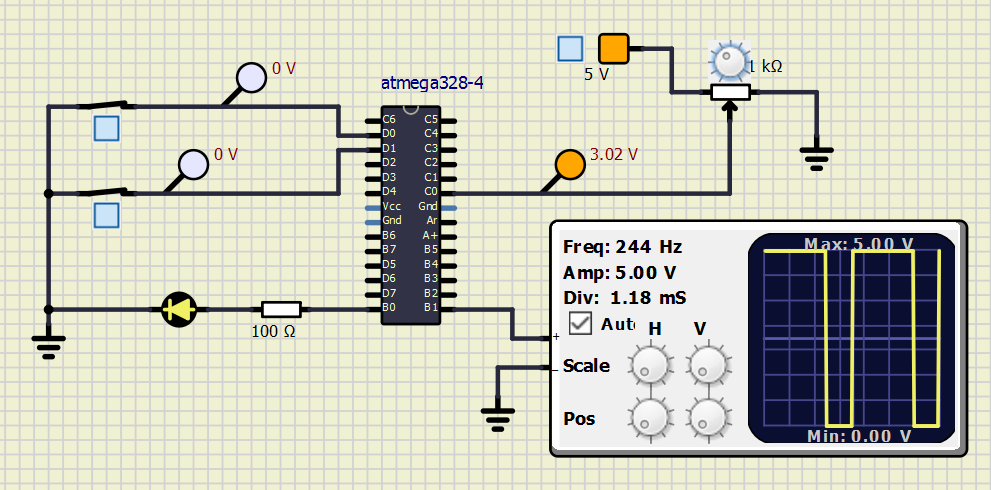 0 V
5 V
1 kΩ
atmega328-4
0 V
3.02 V
C6 C5
D0 C4
D1 C3
D2 C2
D3 C1
D4 C0
Vcc Gnd
Gnd Ar
B6 A+
B7 B5
D5 B4
D6 B3
D7 B2
B0 B1
100 Ω
Freq: 244 Hz
Amp: 5.00 V
Div: 1.18 mS
Aut
H V
+
Scale
−
Pos
Max: 5.00 V
Min: 0.00 V